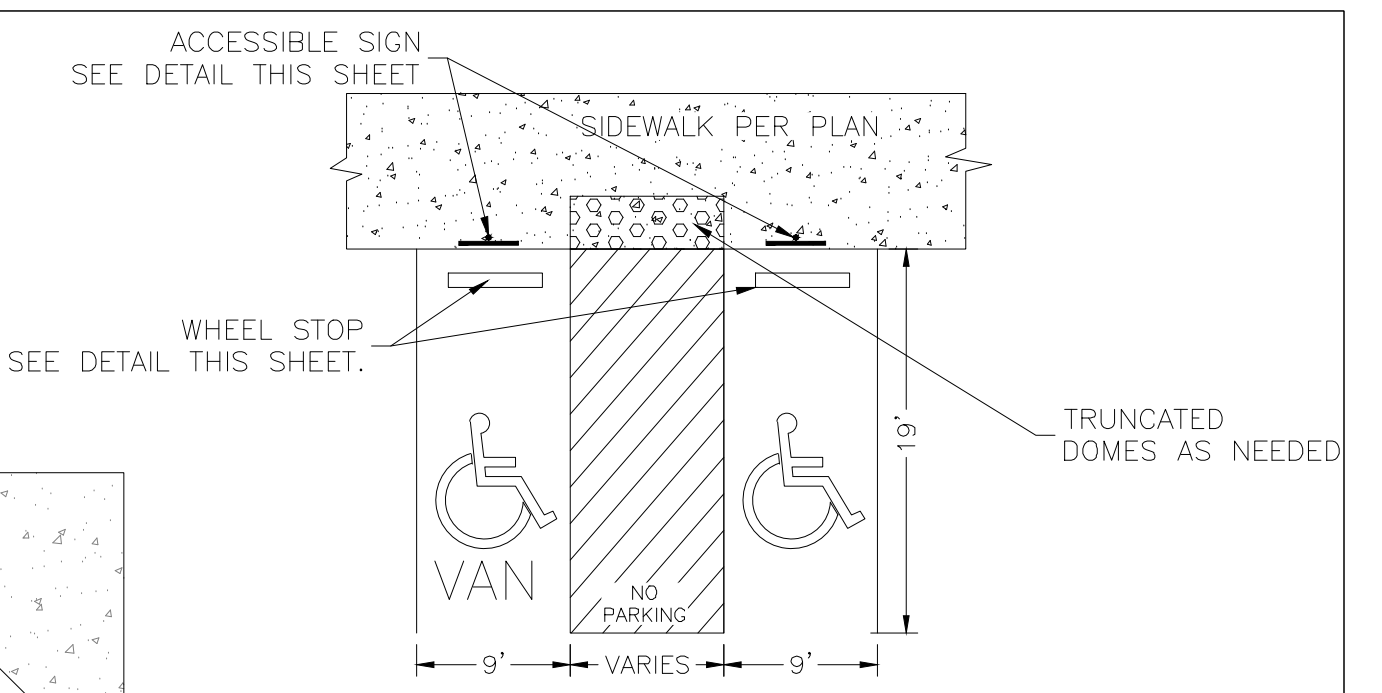 ACCESSIBLE SIGN
SEE DETAIL THIS SHEET
SIDEWALK PER PLAN
WHEEL STOP
SEE DETAIL THIS SHEET.
TRUNCATED
DOMES AS NEEDED
19'
VAN
NO
PARKING
9'
VARIES
9'